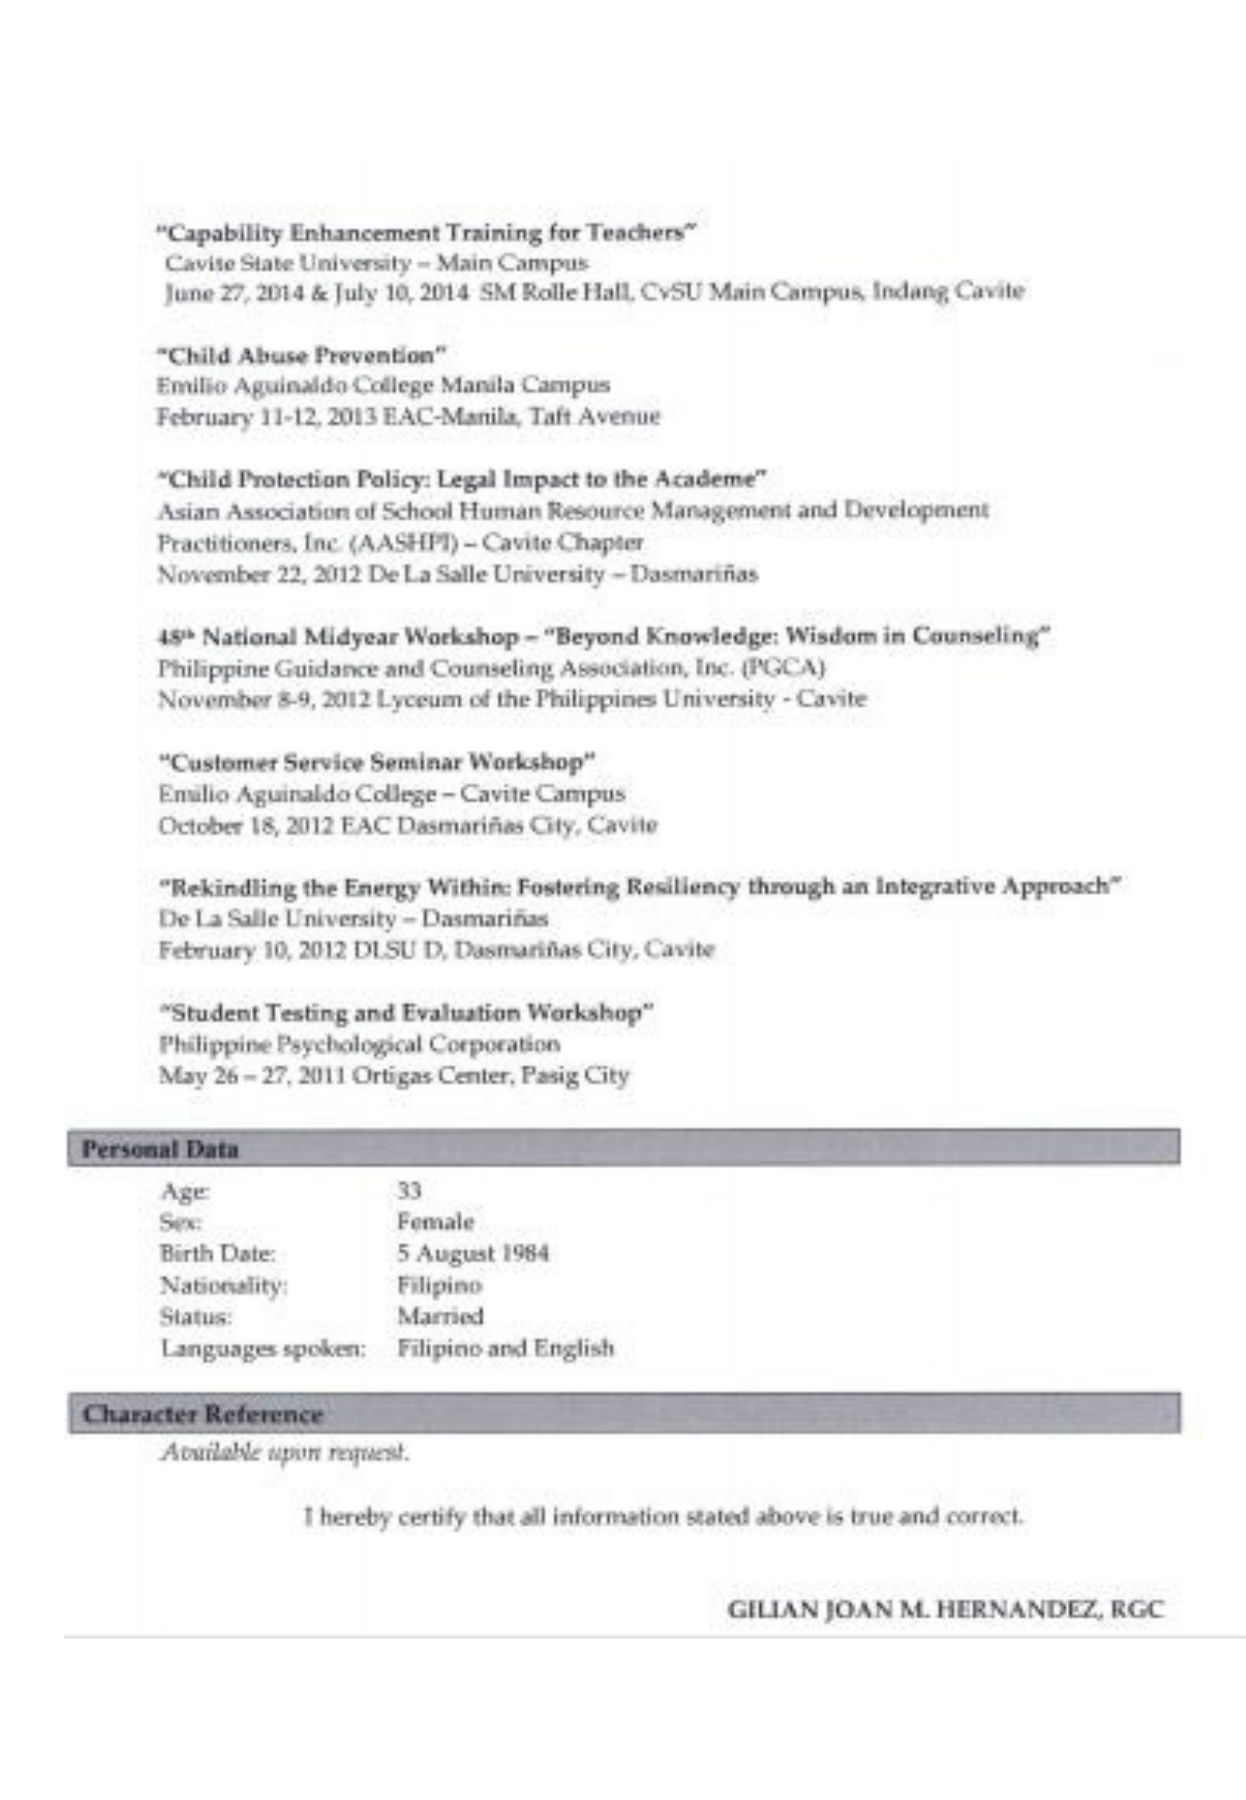 “Capability Enhancement Training for Teachers”
Cavite State University – Main Campus
June 27, 2014 & July 10, 2014 SM Rolle Hall, CvSU Main Campus, Indang Cavite
“Child Abuse Prevention”
Emilio Aguinaldo College Manila Campus
February 11-12, 2013 EAC-Manila, Taft Avenue
“Child Protection Policy: Legal Impact to the Academe”
Asian Association of School Human Resource Management and Development
Practitioners, Inc. (AASHPI) – Cavite Chapter
November 22, 2012 De La Salle University – Dasmariñas
48th National Midyear Workshop – “Beyond Knowledge: Wisdom in Counseling”
Philippine Guidance and Counseling Association, Inc. (PGCA)
November 8-9, 2012 Lyceum of the Philippines University - Cavite
“Customer Service Seminar Workshop”
Emilio Aguinaldo College – Cavite Campus
October 18, 2012 EAC Dasmariñas City, Cavite
“Rekindling the Energy Within: Fostering Resiliency through an Integrative Approach”
De La Salle University – Dasmariñas
February 10, 2012 DLSU D, Dasmariñas City, Cavite
“Student Testing and Evaluation Workshop”
Philippine Psychological Corporation
May 26 – 27, 2011 Ortigas Center, Pasig City
Personal Data
Age: 33
Sex: Female
Birth Date: 5 August 1984
Nationality: Filipino
Status: Married
Languages spoken: Filipino and English
Character Reference
Available upon request.
I hereby certify that all information stated above is true and correct.
GILIAN JOAN M. HERNANDEZ, RGC